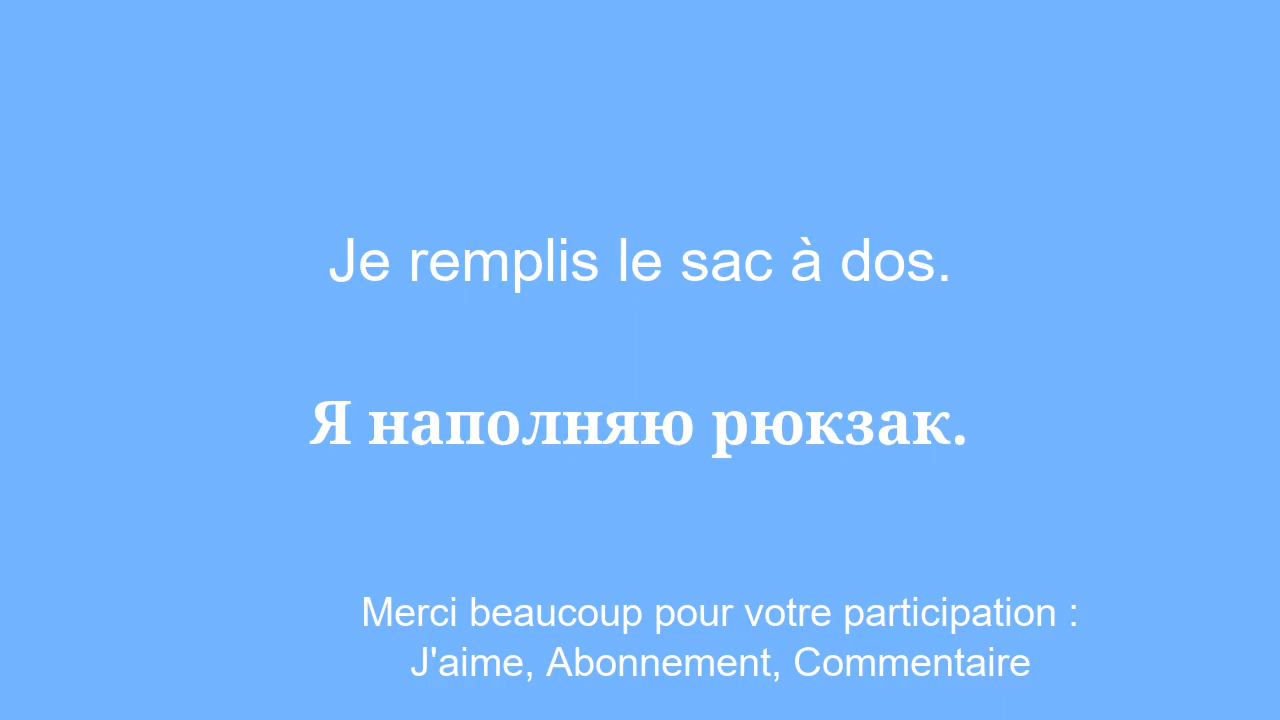 Je remplis le sac à dos.
Я наполняю рюкзак.
Merci beaucoup pour votre participation :
J'aime, Abonnement, Commentaire